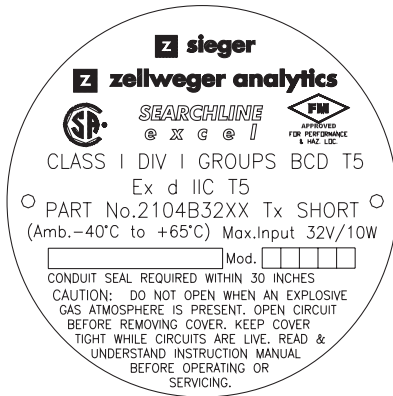 Z sieger
Z zellweger analytics
CSA
SEARCHLINE
excel
FM
APPROVED
FOR PERFORMANCE
& HAZ. LOC.
CLASS I DIV I GROUPS BCD T5
Ex d IIC T5
PART No.2104B32XX Tx SHORT
(Amb.-40°C to +65°C) Max.Input 32V/10W
Mod.
CONDUIT SEAL REQUIRED WITHIN 30 INCHES
CAUTION: DO NOT OPEN WHEN AN EXPLOSIVE
GAS ATMOSPHERE IS PRESENT. OPEN CIRCUIT
BEFORE REMOVING COVER. KEEP COVER
TIGHT WHILE CIRCUITS ARE LIVE. READ &
UNDERSTAND INSTRUCTION MANUAL
BEFORE OPERATING OR
SERVICING.